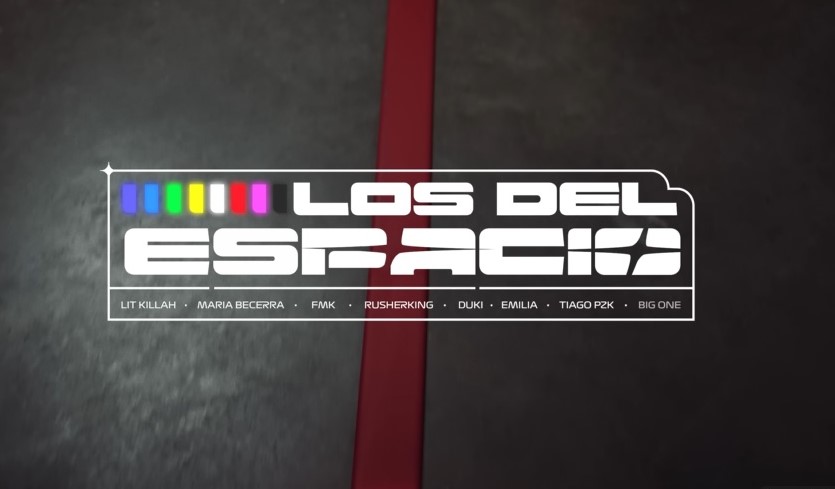 LOS DEL
ESPACIO
LIT KILLAH · MARIA BECERRA · FMK · RUSHERKING · DUKI · EMILIA · TIAGO PZK · BIG ONE